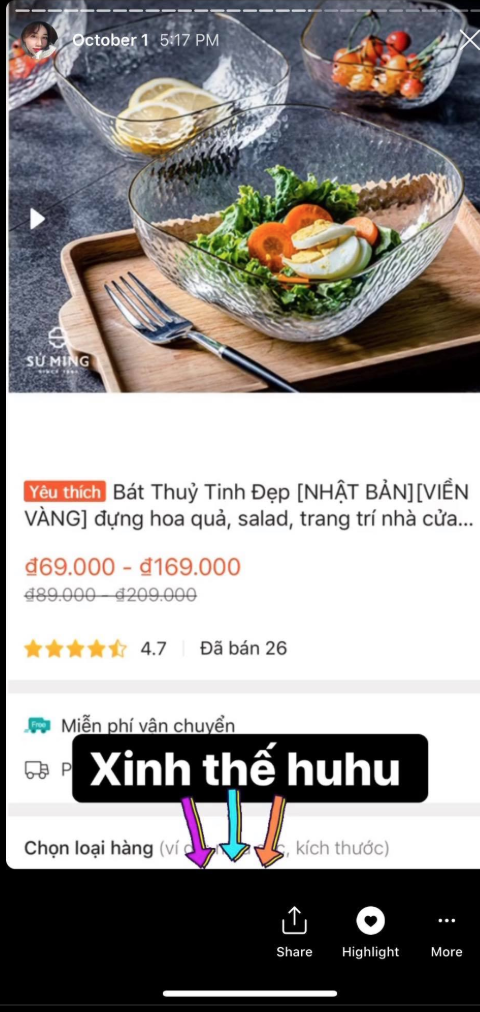 October 1 5:17 PM
SỨ MING
SINCE 1986
Yêu thích Bát Thuỷ Tinh Đẹp [NHẬT BẢN][VIỀN
VÀNG] đựng hoa quả, salad, trang trí nhà cửa...
₫69.000 - ₫169.000
₫89.000 - ₫209.000
4.7 Đã bán 26
Free Miễn phí vận chuyển
P
Xinh thế huhu
Chọn loại hàng (ví , kích thước)
Share Highlight More